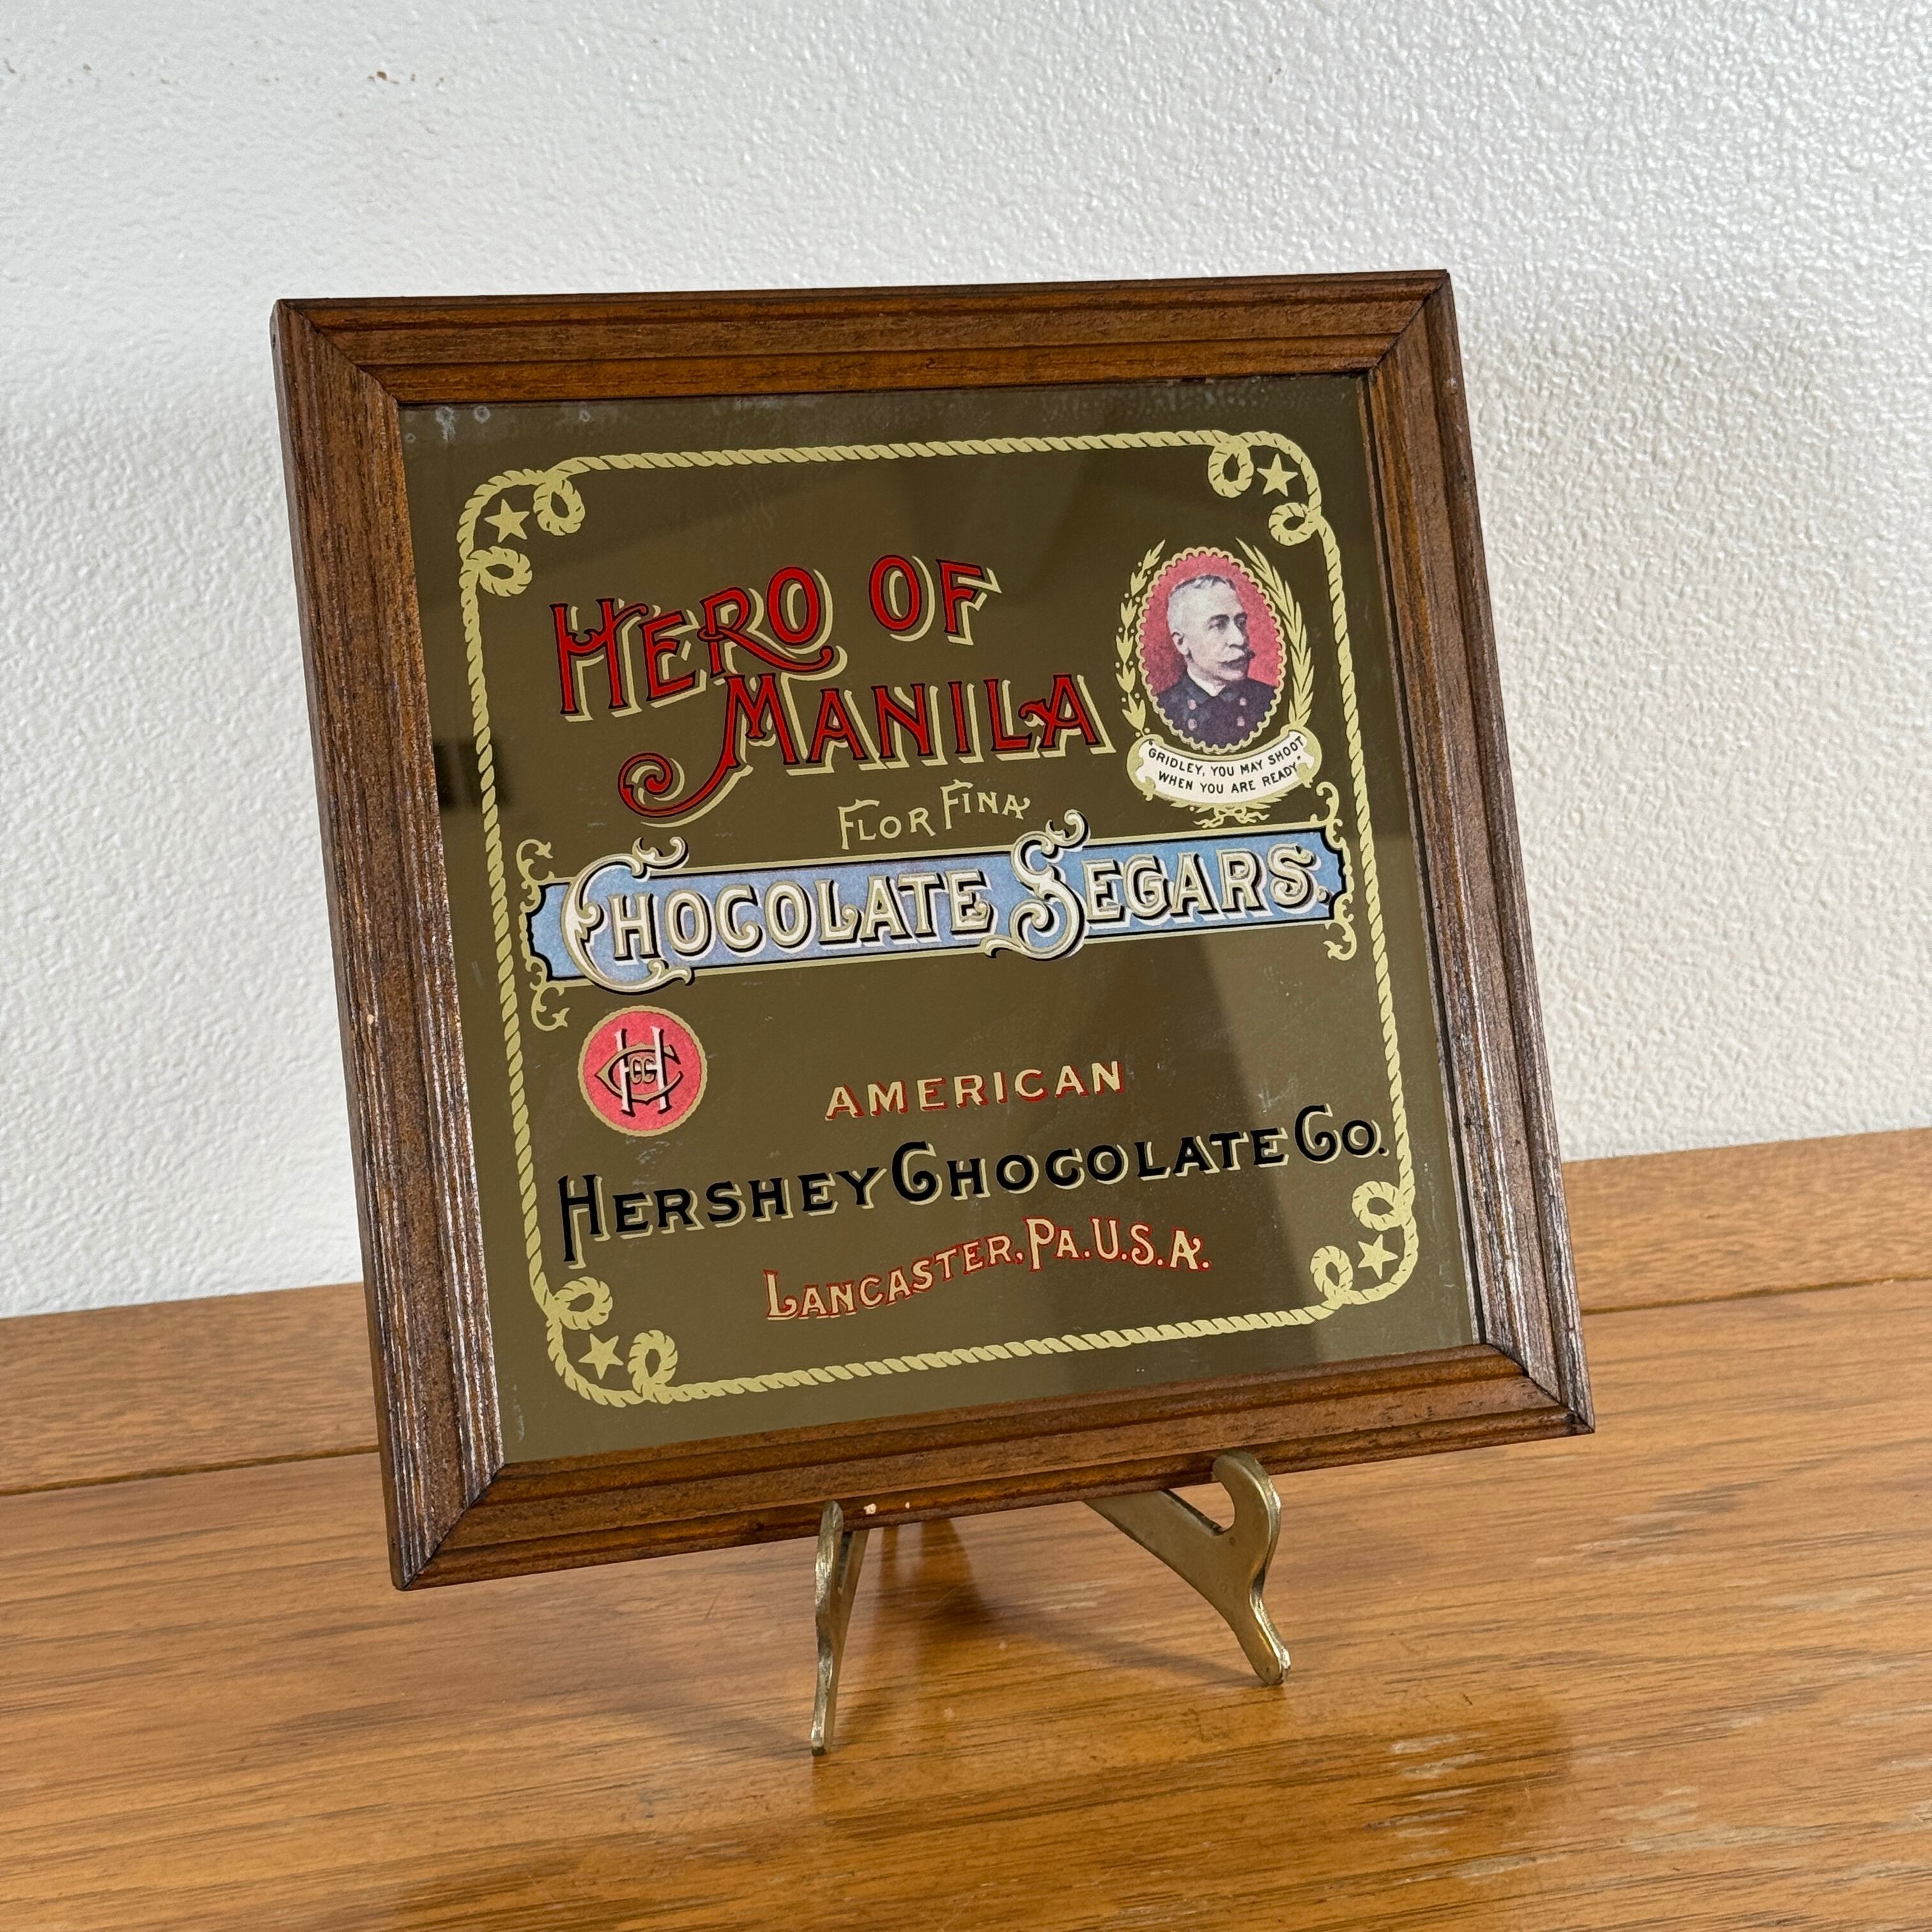 HERO OF
MANILA
"GRIDLEY, YOU MAY SHOOT
WHEN YOU ARE READY."
FLOR FINA
CHOCOLATE SEGARS.
AMERICAN
HERSHEY CHOCOLATE CO.
LANCASTER, PA. U.S.A.